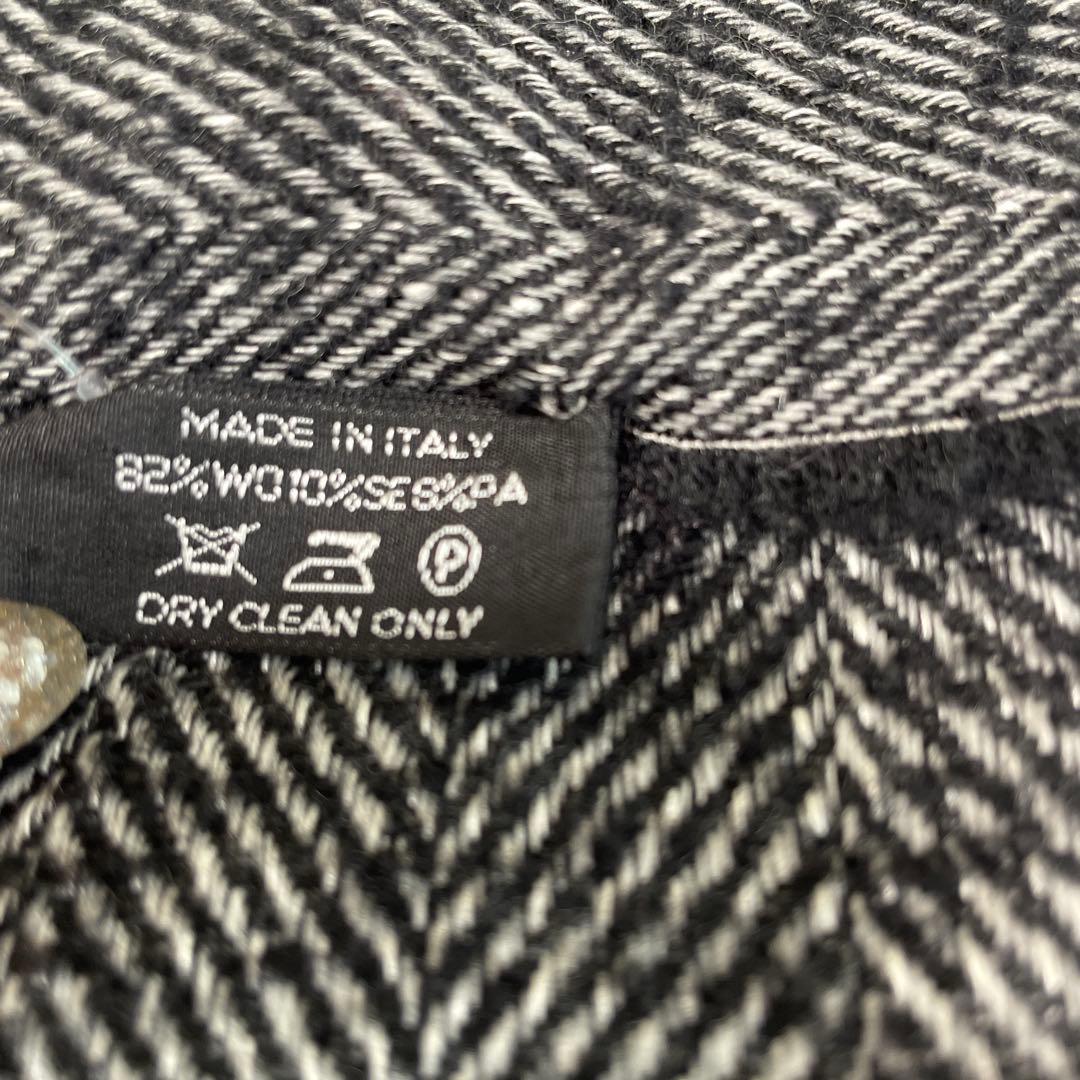 MADE IN ITALY
82%WO10%SE8%PA
P
DRY CLEAN ONLY